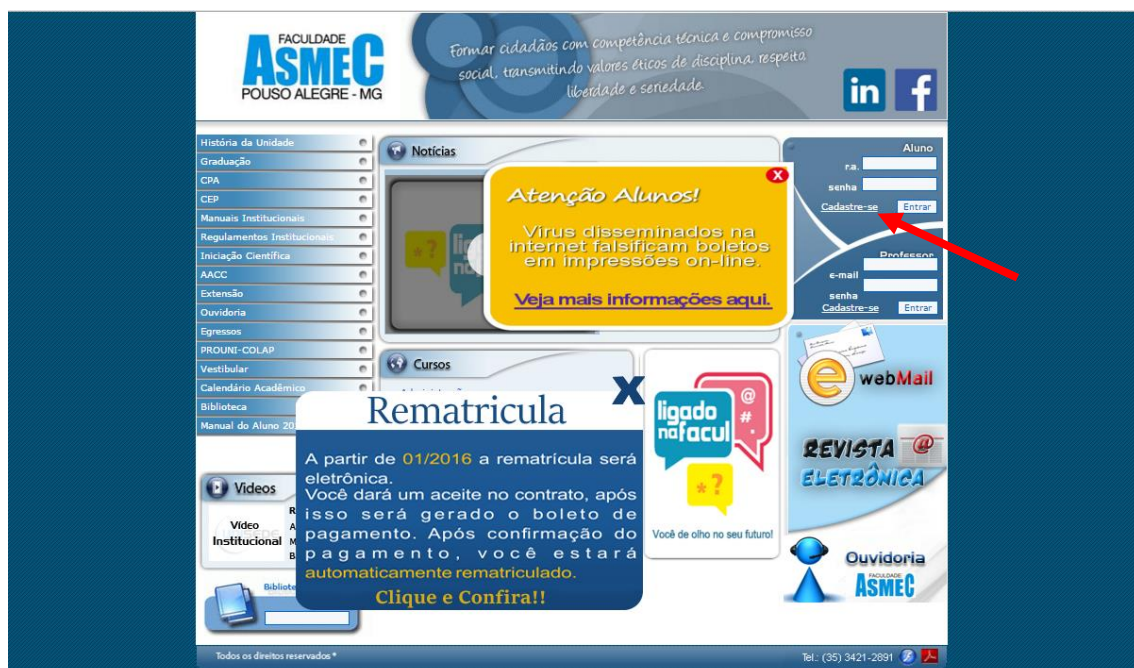 FACULDADE
ASMEC
POUSO ALEGRE - MG
Formar cidadãos com competência técnica e compromisso
social, transmitindo valores éticos de disciplina, respeito
liberdade e seriedade.
in f
História da Unidade
Graduação
CPA
CEP
Manuais Institucionais
Regulamentos Institucionais
Iniciação Científica
AACC
Extensão
Ouvidoria
Egressos
PROUNI-COLAP
Vestibular
Calendário Acadêmico
Biblioteca
Manual do Aluno
Notícias
X
Atenção Alunos!
Virus disseminados na
internet falsificam boletos
em impressões on-line.
Veja mais informações aqui.
Aluno
r.a.
senha
Cadastre-se Entrar
Professor
e-mail
senha
Cadastre-se Entrar
Cursos
X
Rematricula
A partir de 01/2016 a rematrícula será
eletrônica.
Você dará um aceite no contrato, após
isso será gerado o boleto de
pagamento. Após confirmação do
pagamento, você estará
automaticamente rematriculado.
Clique e Confira!!
ligado
na facul
@
#
*?
Você de olho no seu futuro!
e webMail
REVISTA @
ELETRÔNICA
Ouvidoria
FACULDADE
ASMEC
Videos
Vídeo
Institucional
Todos os direitos reservados *
Tel.: (35) 3421-2891